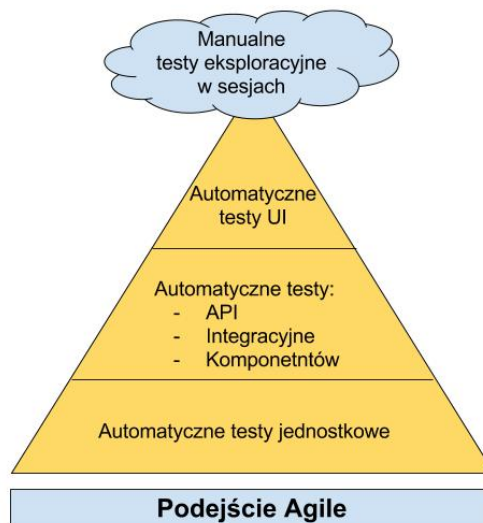 Manualne
testy eksploracyjne
w sesjach
Automatyczne
testy UI
Automatyczne testy:
- API
- Integracyjne
- Komponetntów
Automatyczne testy jednostkowe
Podejście Agile